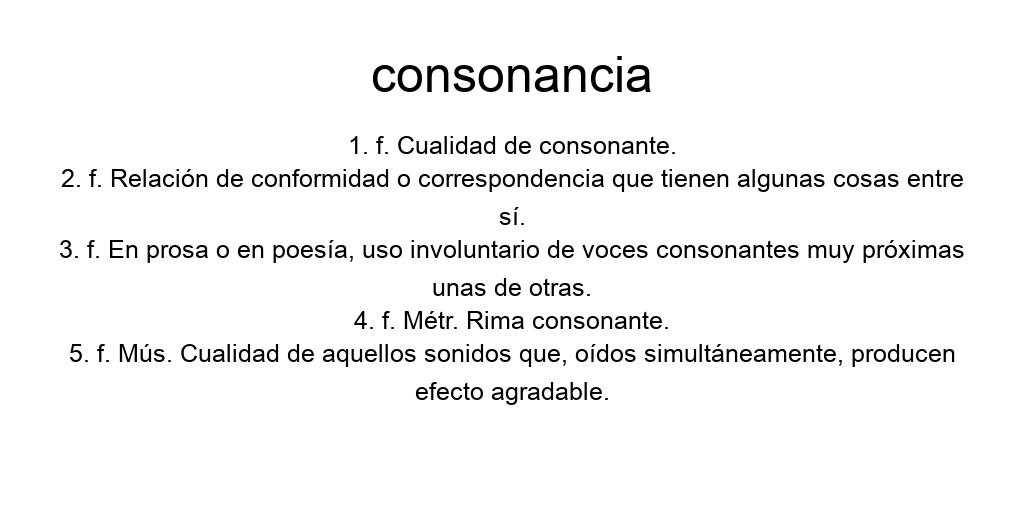 consonancia
1. f. Cualidad de consonante.
2. f. Relación de conformidad o correspondencia que tienen algunas cosas entre
sí.
3. f. En prosa o en poesía, uso involuntario de voces consonantes muy próximas
unas de otras.
4. f. Métr. Rima consonante.
5. f. Mús. Cualidad de aquellos sonidos que, oídos simultáneamente, producen
efecto agradable.